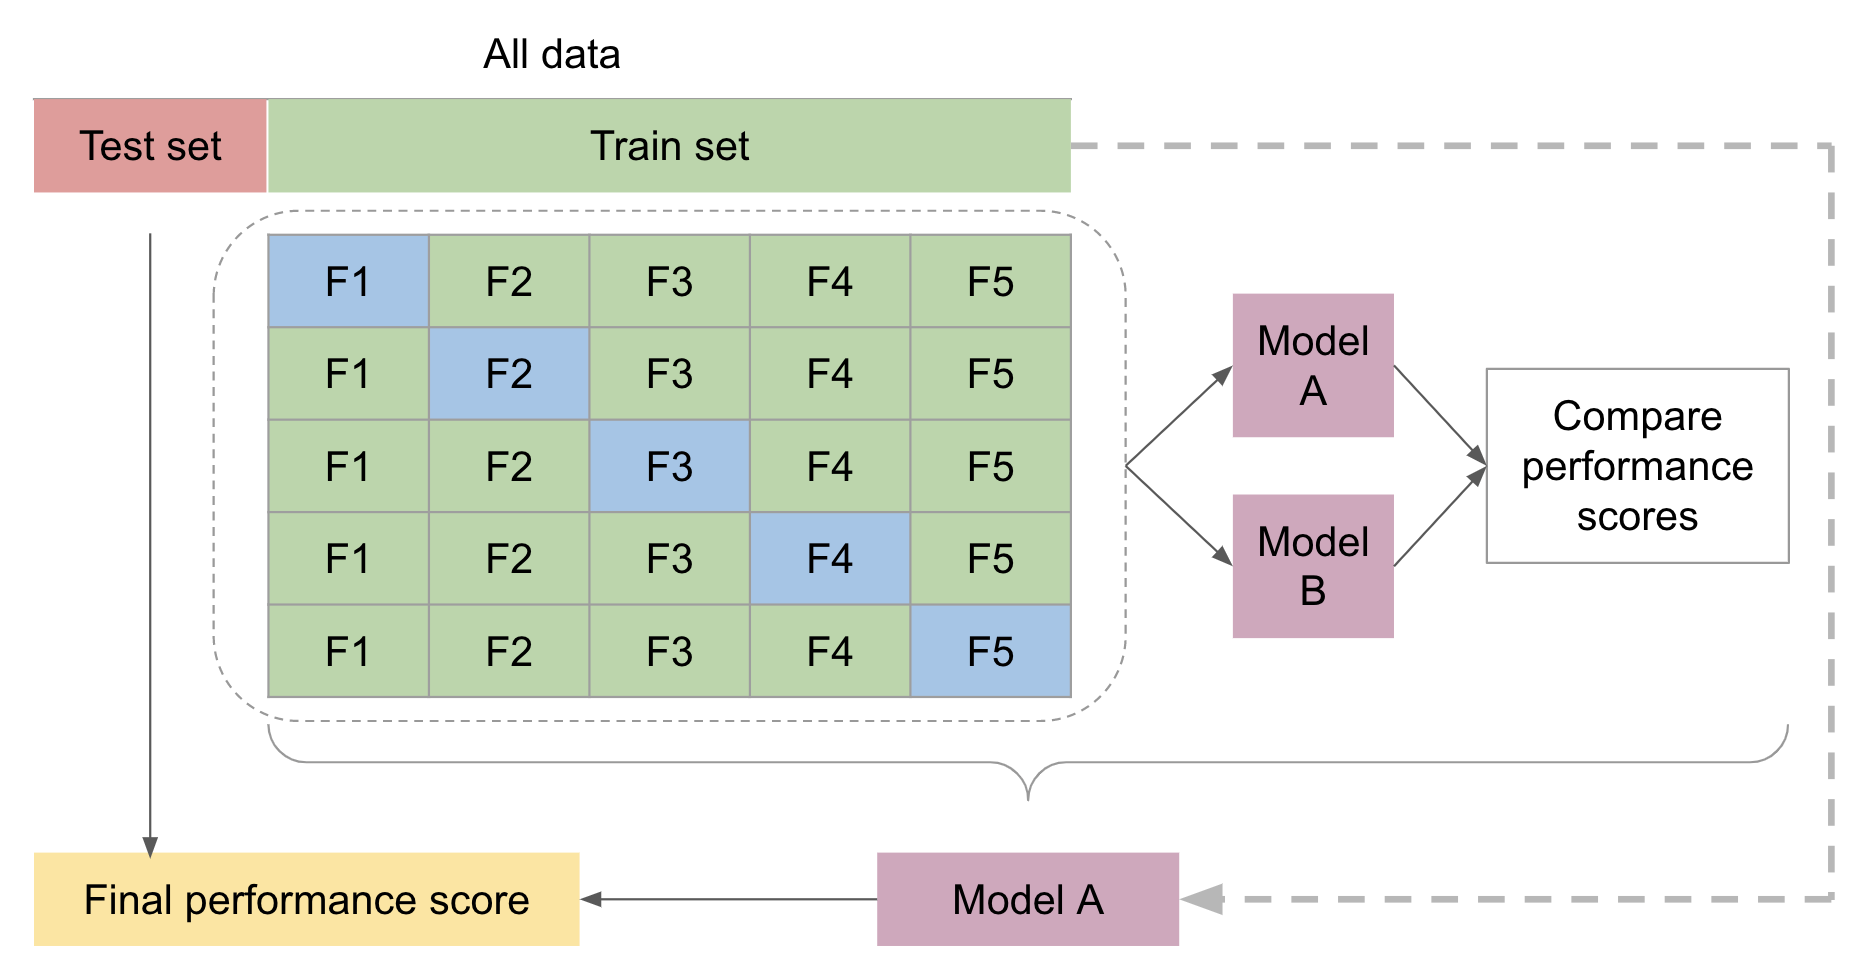 All data
Test set Train set
F1 F2 F3 F4 F5
F1 F2 F3 F4 F5
F1 F2 F3 F4 F5
F1 F2 F3 F4 F5
F1 F2 F3 F4 F5
Model
A
Model
B
Compare
performance
scores
Final performance score
Model A